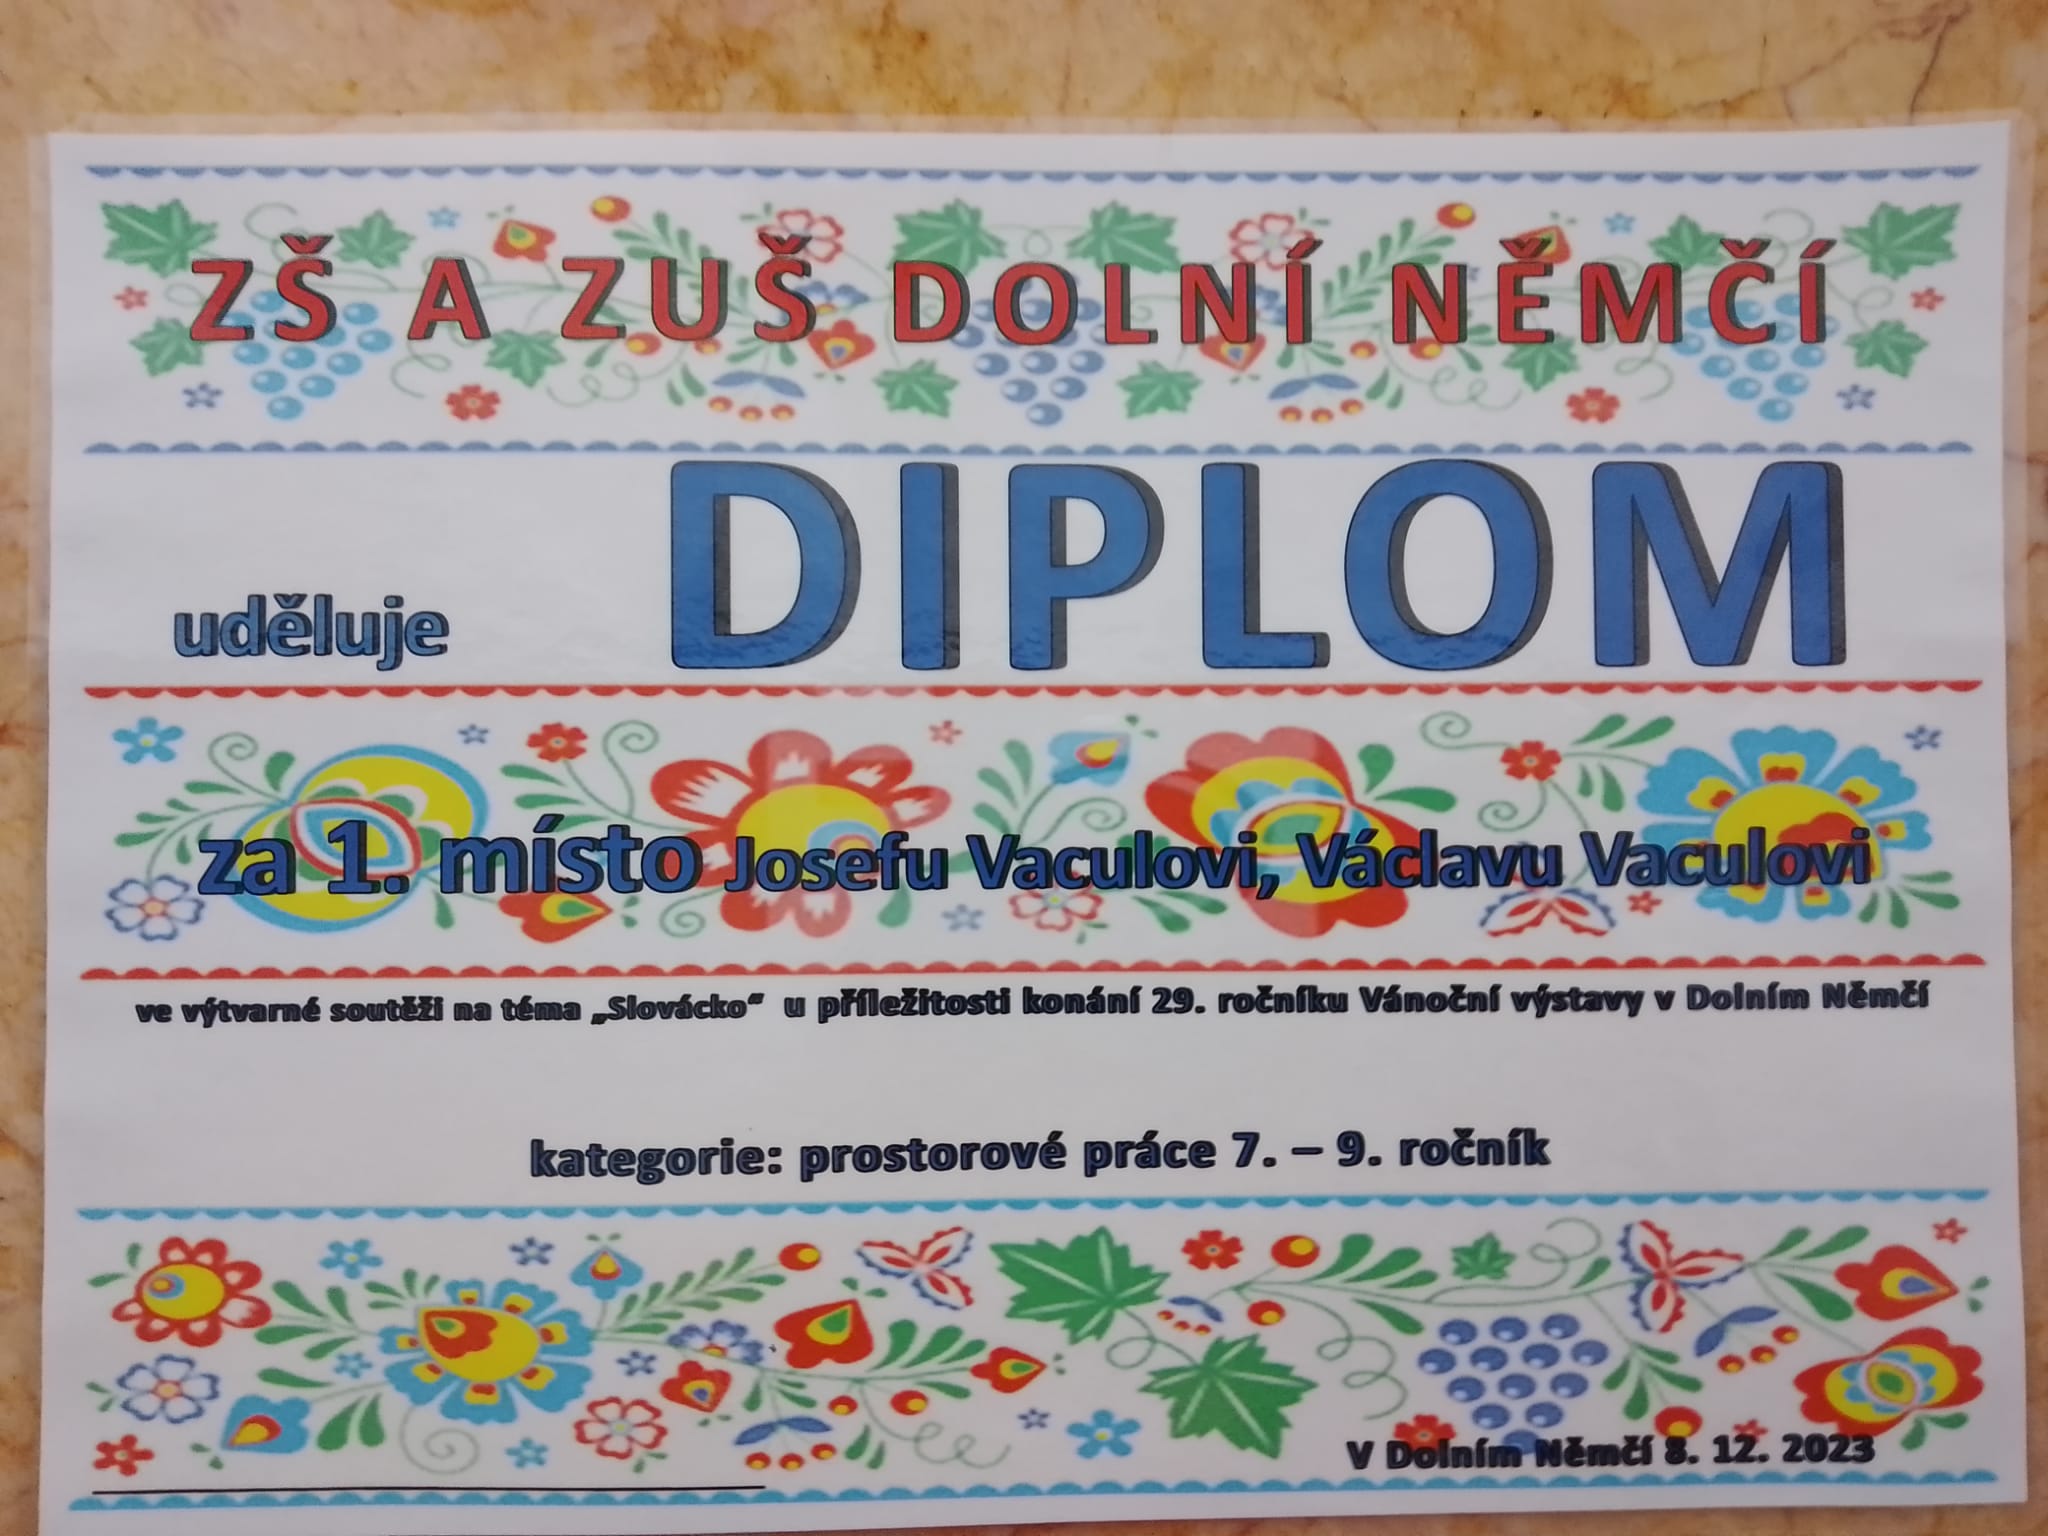 ZŠ A ZUŠ DOLNÍ NĚMČÍ
uděluje DIPLOM
za 1. místo Josefu Vaculovi, Václavu Vaculovi
ve výtvarné soutěži na téma „Slovácko“ u příležitosti konání 29. ročníku Vánoční výstavy v Dolním Němčí
kategorie: prostorové práce 7. – 9. ročník
V Dolním Němčí 8. 12. 2023